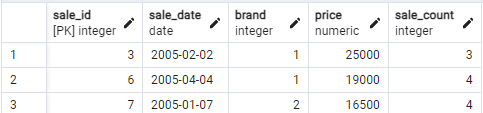 sale_id sale_date brand price sale_count
[PK] integer date integer numeric integer
1 3 2005-02-02 1 25000 3
2 6 2005-04-04 1 19000 4
3 7 2005-01-07 2 16500 4